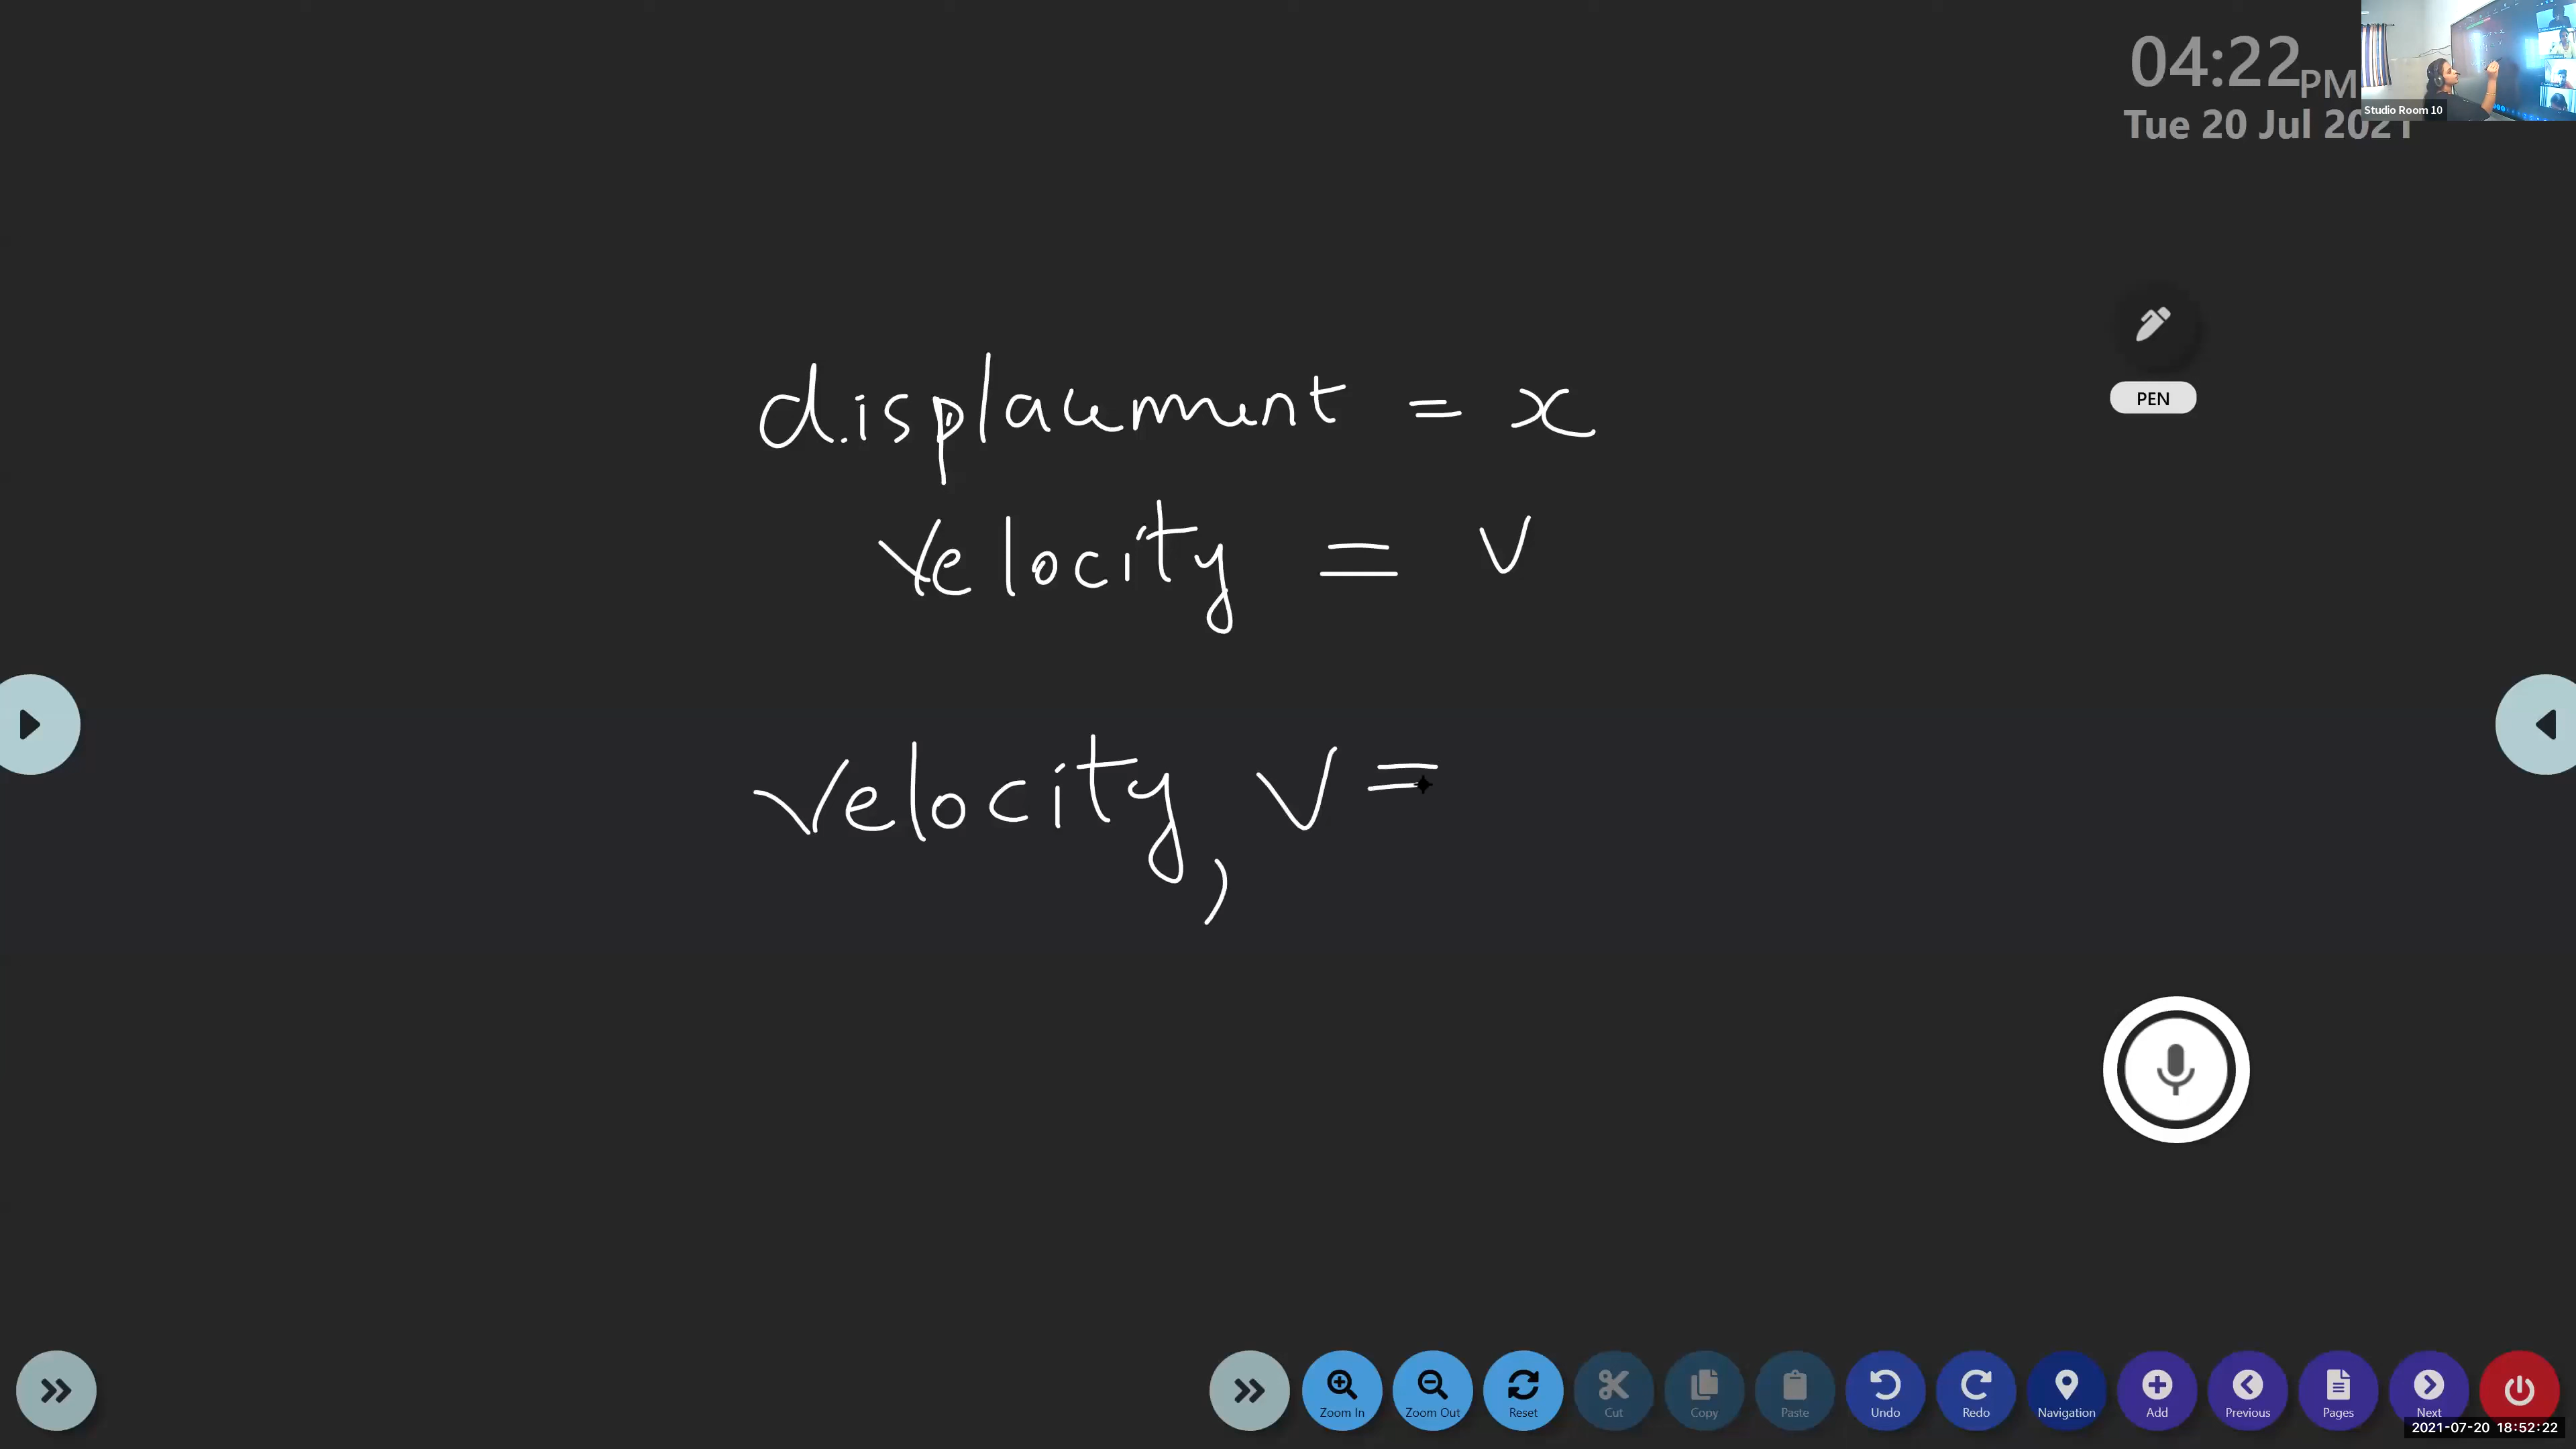 04:22PM
Tue 20 Jul 2021
Studio Room 10
PEN
displacement = x
velocity = v
velocity, v =
Zoom In
Zoom Out
Reset
Cut
Copy
Paste
Undo
Redo
Navigation
Add
Previous
Pages
Next
2021-07-20 18:52:22